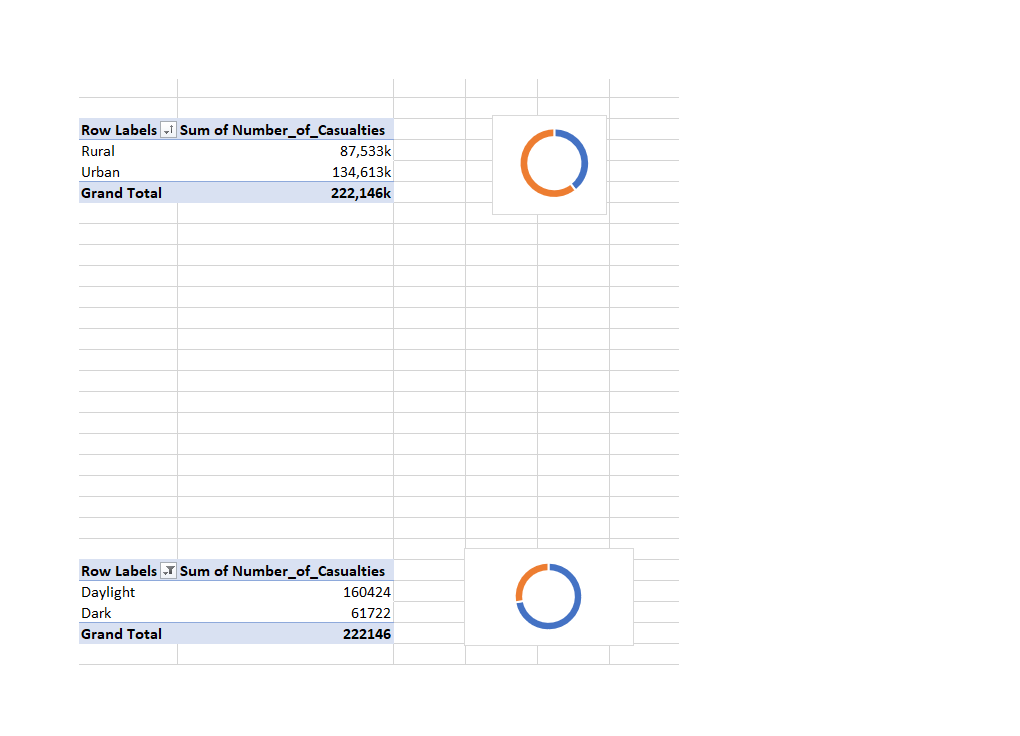 Row Labels Sum of Number_of_Casualties
Rural 87,533k
Urban 134,613k
Grand Total 222,146k
Row Labels Sum of Number_of_Casualties
Daylight 160424
Dark 61722
Grand Total 222146